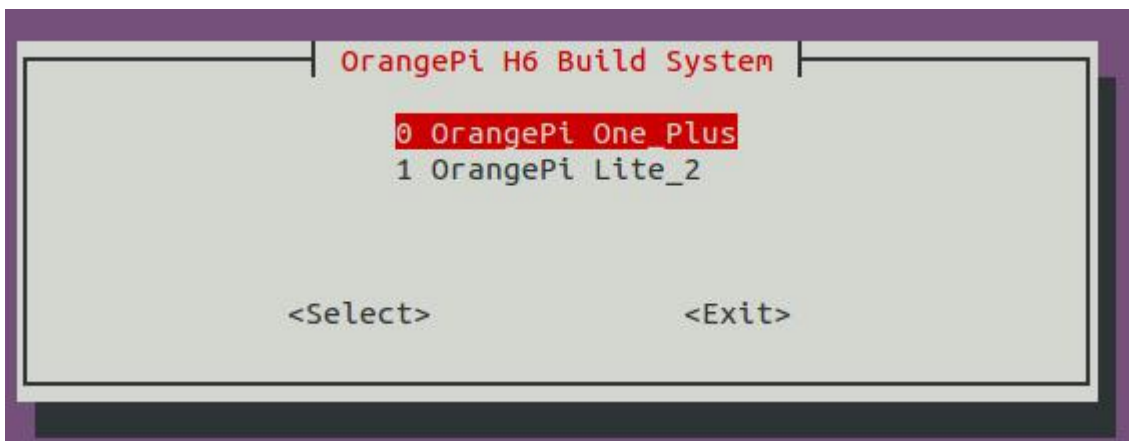 OrangePi H6 Build System
0 OrangePi One_Plus
1 OrangePi Lite_2
<Select> <Exit>